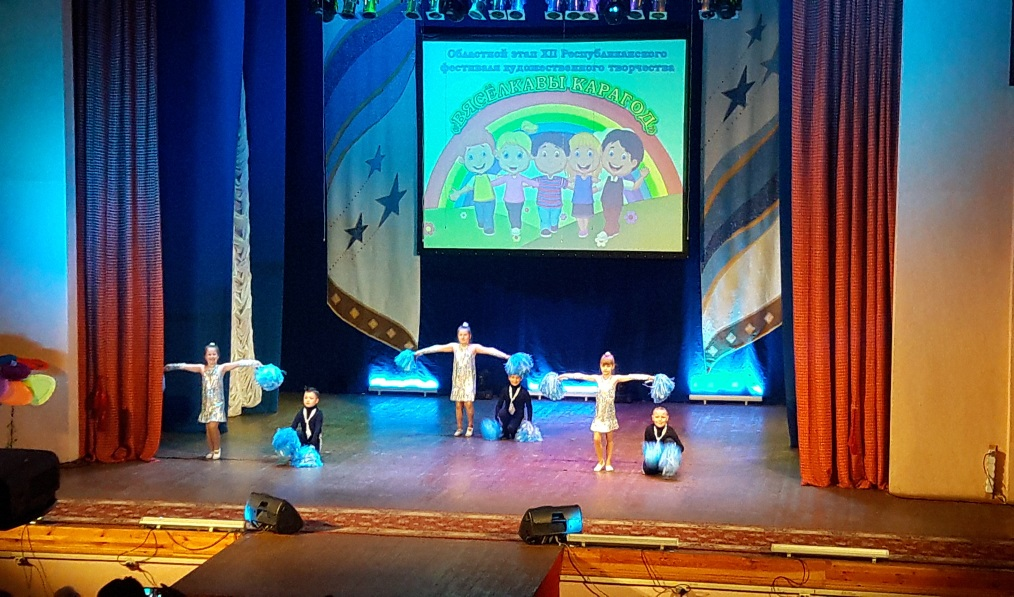 Областной этап XII Республиканского
фестиваля художественного творчества
«ВЯСЁЛКАВЫ КАРАГОД»